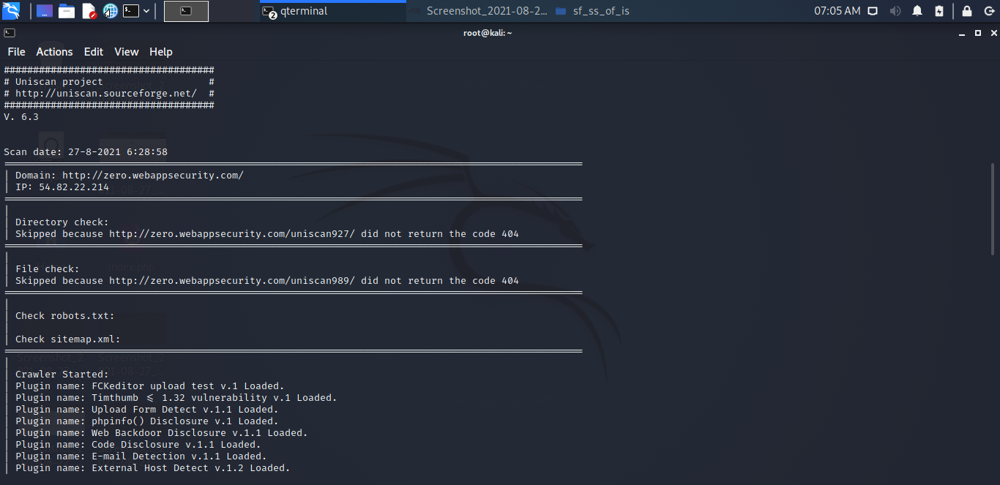 qterminal
2
Screenshot_2021-08-2...
sf_ss_of_is
07:05 AM
root@kali: ~
File Actions Edit View Help
####################################
# Uniscan project                  #
# http://uniscan.sourceforge.net/  #
####################################
V. 6.3
Scan date: 27-8-2021 6:28:58
| Domain: http://zero.webappsecurity.com/
| IP: 54.82.22.214
|
| Directory check:
| Skipped because http://zero.webappsecurity.com/uniscan927/ did not return the code 404
|
| File check:
| Skipped because http://zero.webappsecurity.com/uniscan989/ did not return the code 404
|
| Check robots.txt:
|
| Check sitemap.xml:
|
| Crawler Started:
| Plugin name: FCKeditor upload test v.1 Loaded.
| Plugin name: Timthumb <= 1.32 vulnerability v.1 Loaded.
| Plugin name: Upload Form Detect v.1.1 Loaded.
| Plugin name: phpinfo() Disclosure v.1 Loaded.
| Plugin name: Web Backdoor Disclosure v.1.1 Loaded.
| Plugin name: Code Disclosure v.1.1 Loaded.
| Plugin name: E-mail Detection v.1.1 Loaded.
| Plugin name: External Host Detect v.1.2 Loaded.